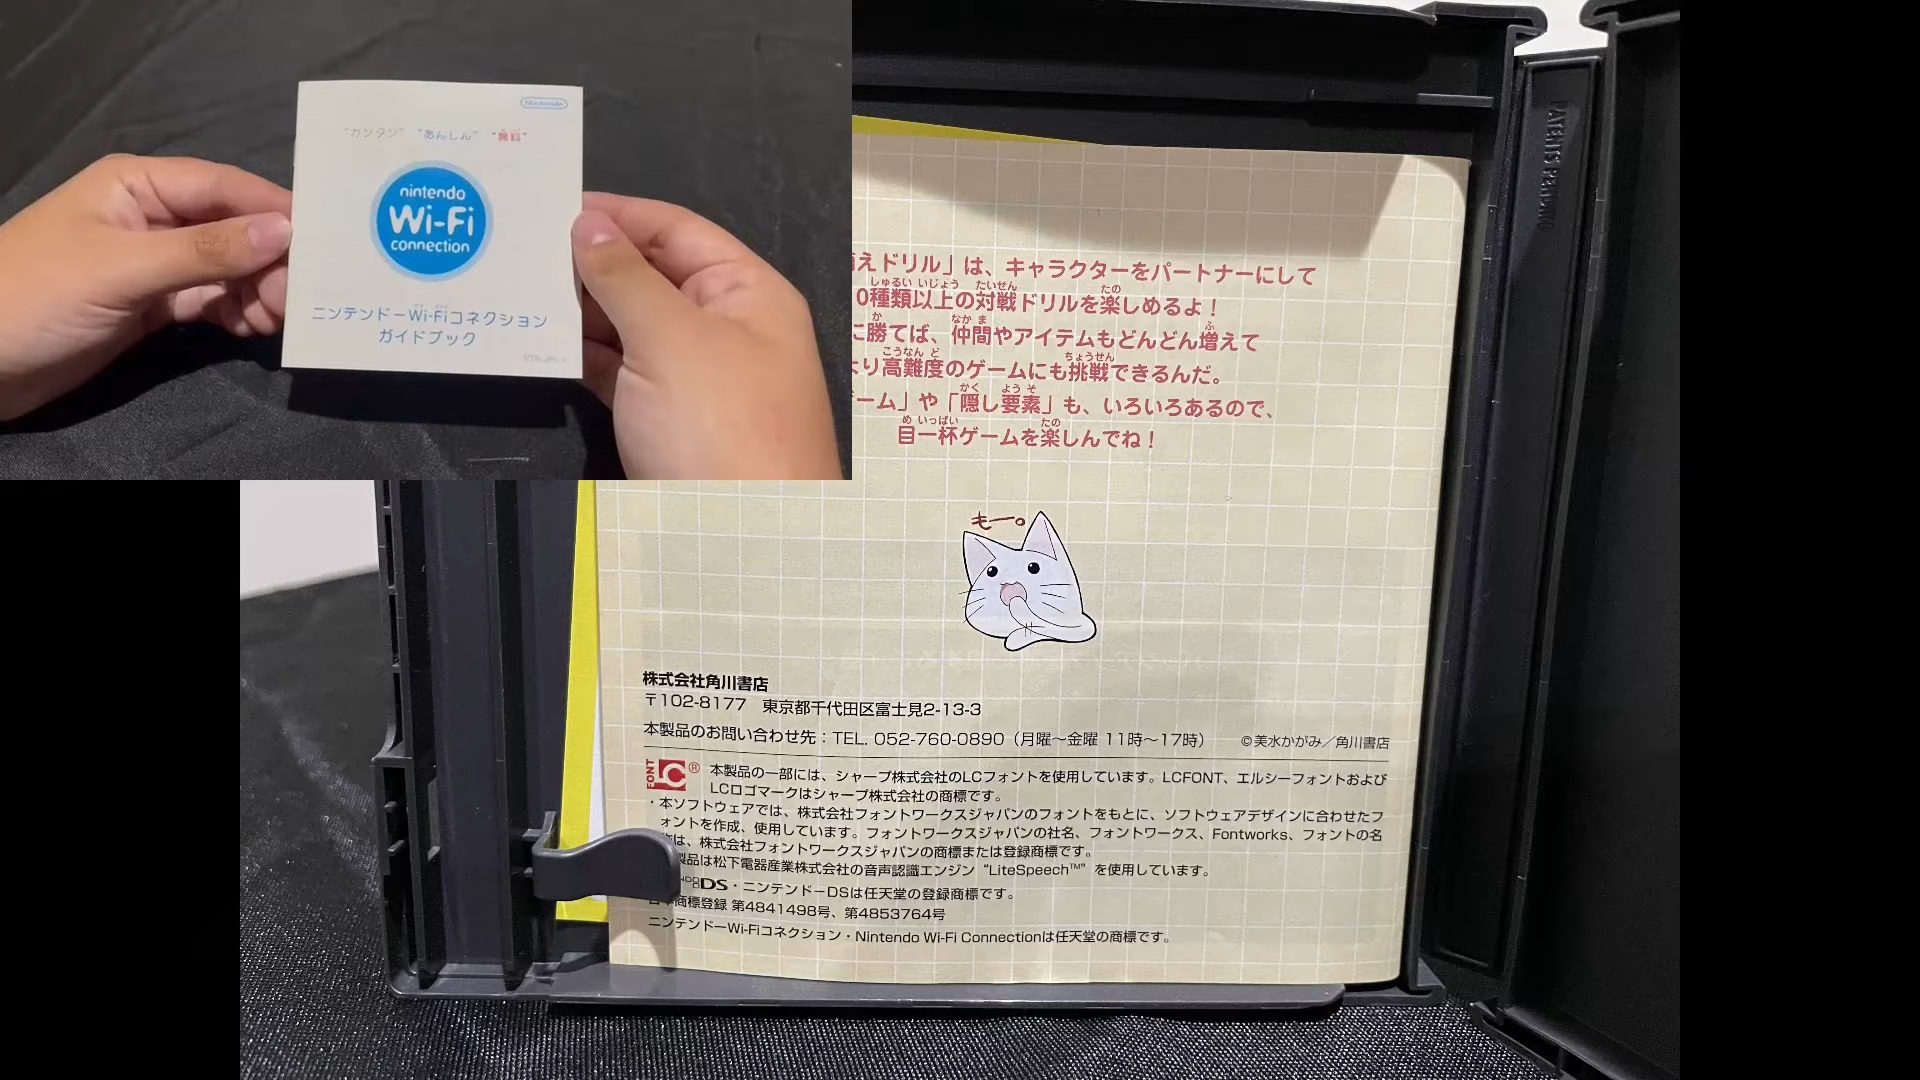 Nintendo
"カンタン" "あんしん" "無料"
nintendo
Wi-Fi
connection
ニンテンドーWi-Fiコネクション
ガイドブック
PATENTS PENDING
えドリル」は、キャラクターをパートナーにして
0種類以上の対戦ドリルを楽しめるよ！
に勝てば、仲間やアイテムもどんどん増えて
より高難度のゲームにも挑戦できるんだ。
ーム」や「隠し要素」も、いろいろあるので、
目一杯ゲームを楽しんでね！
もー。
株式会社角川書店
〒102-8177 東京都千代田区富士見2-13-3
本製品のお問い合わせ先：TEL. 052-760-0890（月曜～金曜 11時～17時）
©美水かがみ／角川書店
LC FONT ®
本製品の一部には、シャープ株式会社のLCフォントを使用しています。LCFONT、エルシーフォントおよび
LCロゴマークはシャープ株式会社の商標です。
・本ソフトウェアでは、株式会社フォントワークスジャパンのフォントをもとに、ソフトウェアデザインに合わせたフ
ォントを作成、使用しています。フォントワークスジャパンの社名、フォントワークス、Fontworks、フォントの名
は、株式会社フォントワークスジャパンの商標または登録商標です。
製品は松下電器産業株式会社の音声認識エンジン “LiteSpeech™” を使用しています。
DS・ニンテンドーDSは任天堂の登録商標です。
商標登録 第4841498号、第4853764号
ニンテンドーWi-Fiコネクション・Nintendo Wi-Fi Connectionは任天堂の商標です。